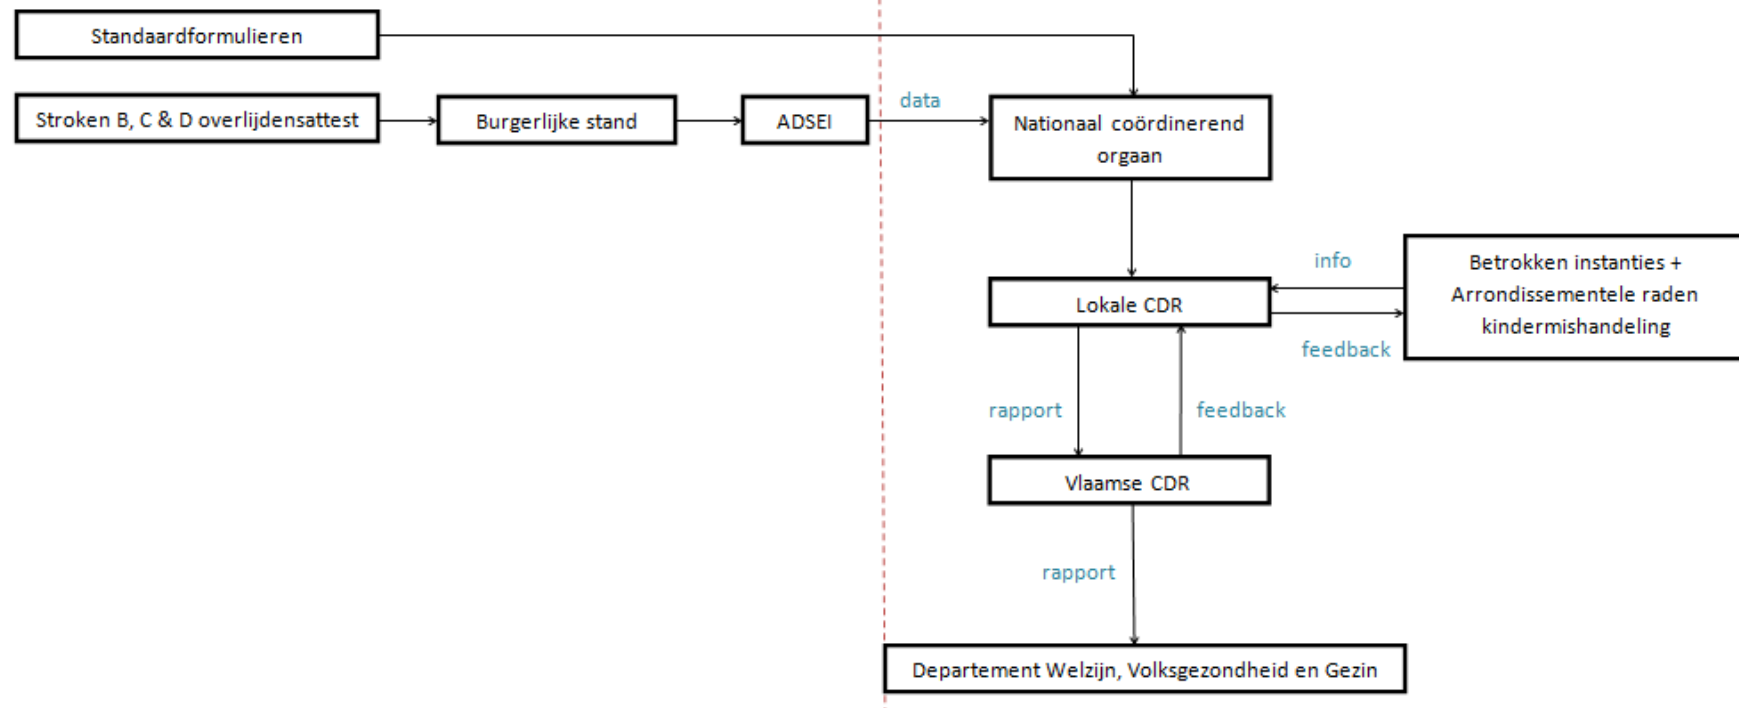 Standaardformulieren
Stroken B, C & D overlijdensattest
Burgerlijke stand
ADSEI
data
Nationaal coördinerend
orgaan
info
Betrokken instanties +
Arrondissementele raden
kindermishandeling
Lokale CDR
feedback
rapport
feedback
Vlaamse CDR
rapport
Departement Welzijn, Volksgezondheid en Gezin